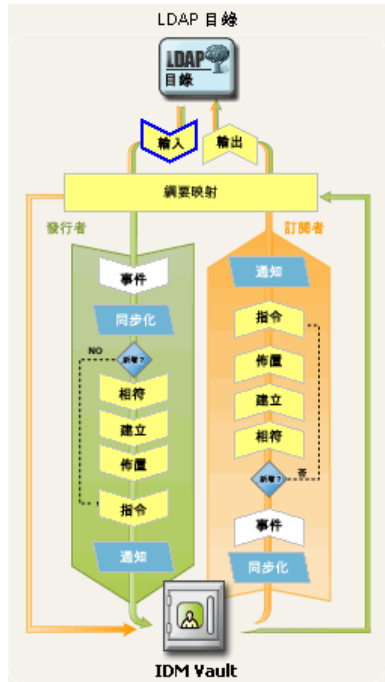 LDAP 目錄
LDAP
目錄
輸入
輸出
綱要映射
發行者
訂閱者
事件
同步化
NO
新增?
相符
建立
佈置
指令
通知
通知
指令
佈置
建立
相符
新增?
否
事件
同步化
IDM Vault